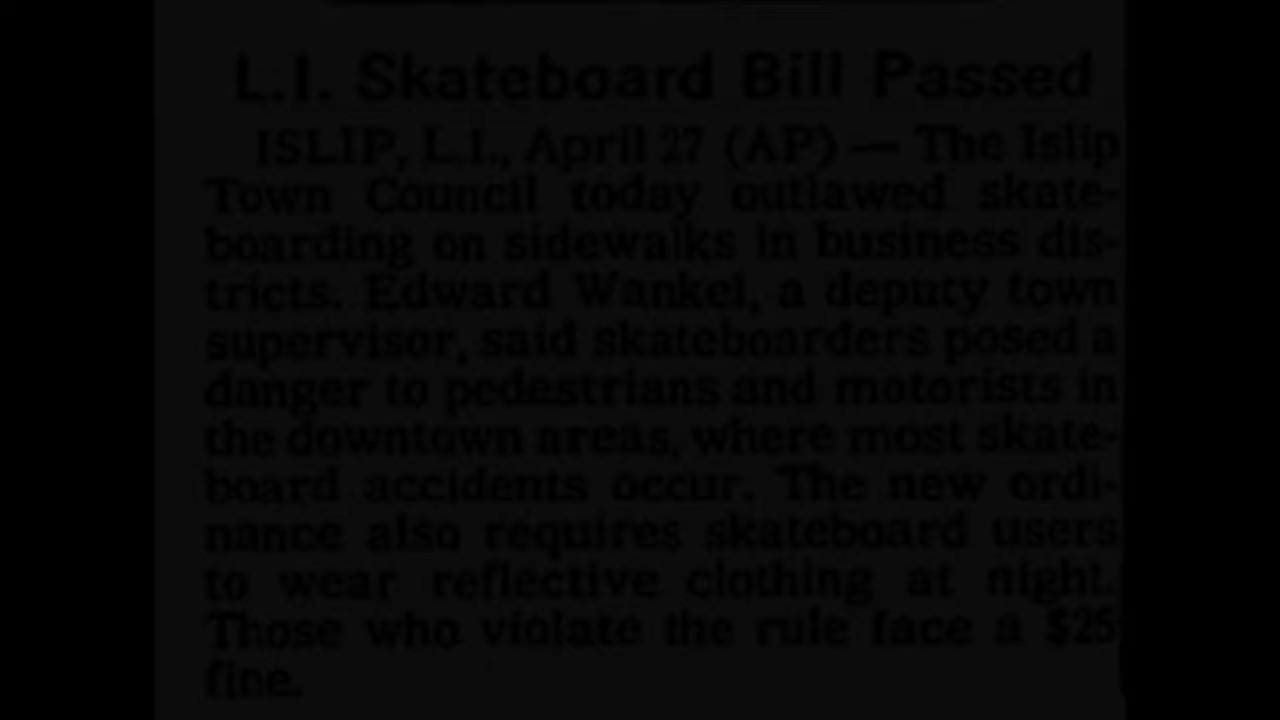 L.I. Skateboard Bill Passed
ISLIP, L.I., April 27 (AP) — The Islip
Town Council today outlawed skate-
boarding on sidewalks in business dis-
tricts. Edward Wankel, a deputy town
supervisor, said skateboarders posed a
danger to pedestrians and motorists in
the downtown areas, where most skate-
board accidents occur. The new ordi-
nance also requires skateboard users
to wear reflective clothing at night.
Those who violate the rule face a $25
fine.